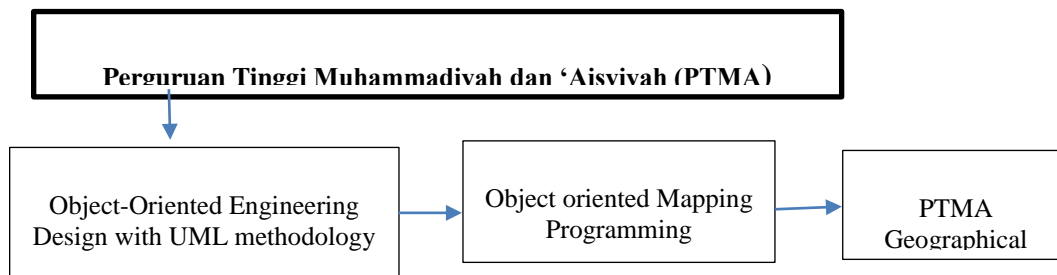 Perguruan Tinggi Muhammadiyah dan ‘Aisyiyah (PTMA)
Object-Oriented Engineering
Design with UML methodology
Object oriented Mapping
Programming
PTMA
Geographical